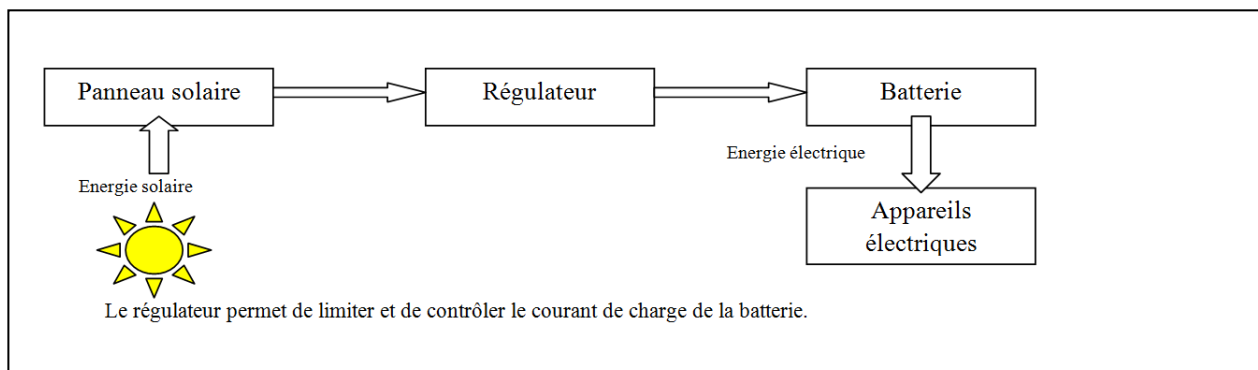 Panneau solaire
Régulateur
Batterie
Energie électrique
Energie solaire
Appareils
électriques
Le régulateur permet de limiter et de contrôler le courant de charge de la batterie.